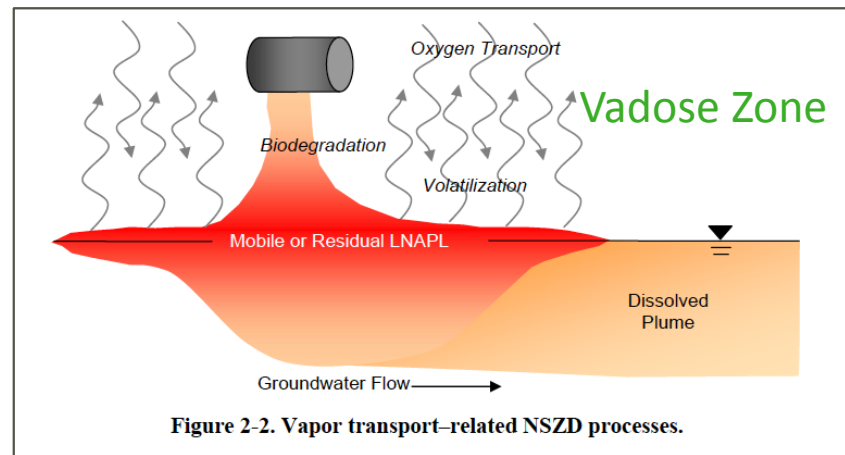 Oxygen Transport
Vadose Zone
Biodegradation
Volatilization
Mobile or Residual LNAPL
Dissolved
Plume
Groundwater Flow
Figure 2-2. Vapor transport–related NSZD processes.